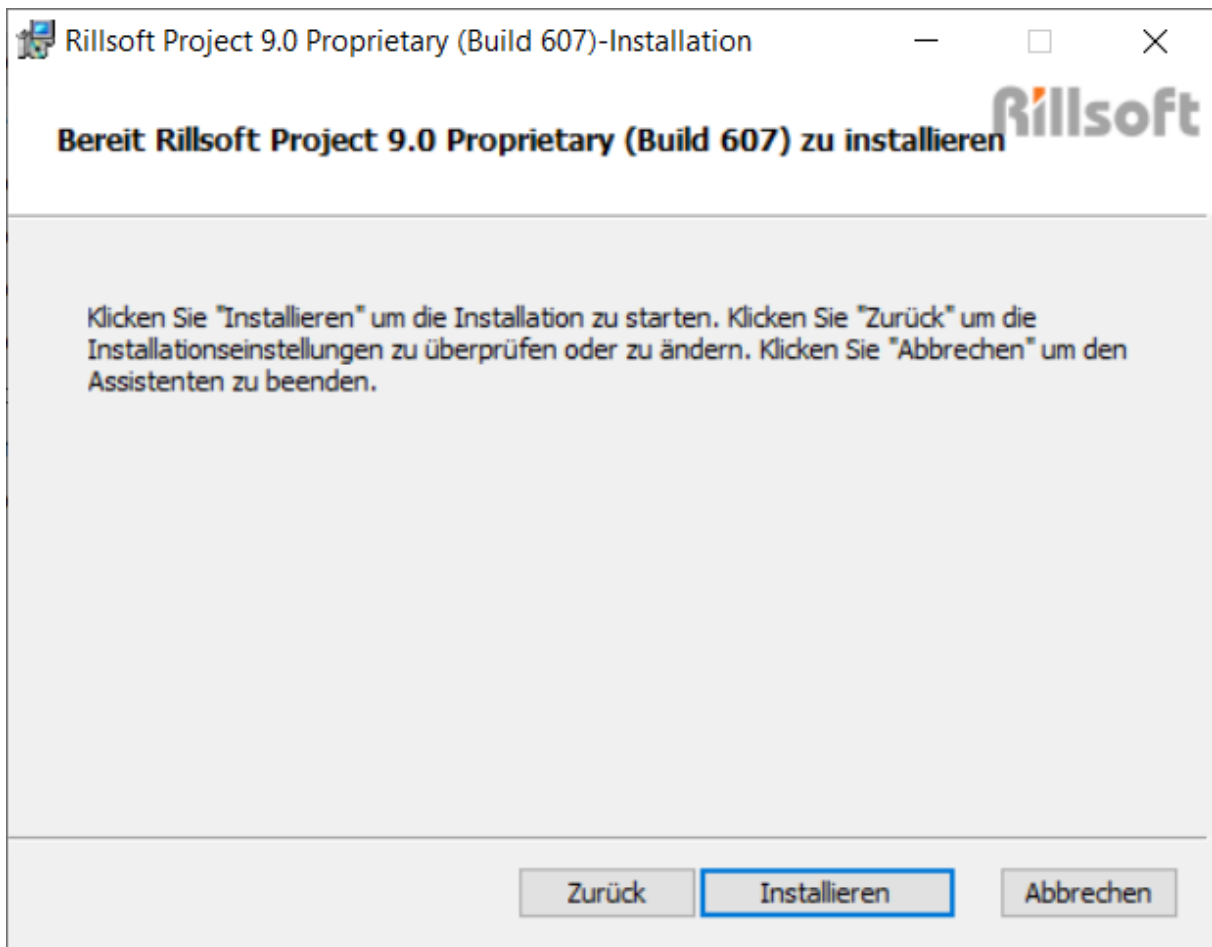 Rillsoft Project 9.0 Proprietary (Build 607)-Installation
Rillsoft
Bereit Rillsoft Project 9.0 Proprietary (Build 607) zu installieren
Klicken Sie "Installieren" um die Installation zu starten. Klicken Sie "Zurück" um die
Installationseinstellungen zu überprüfen oder zu ändern. Klicken Sie "Abbrechen" um den
Assistenten zu beenden.
Zurück Installieren Abbrechen